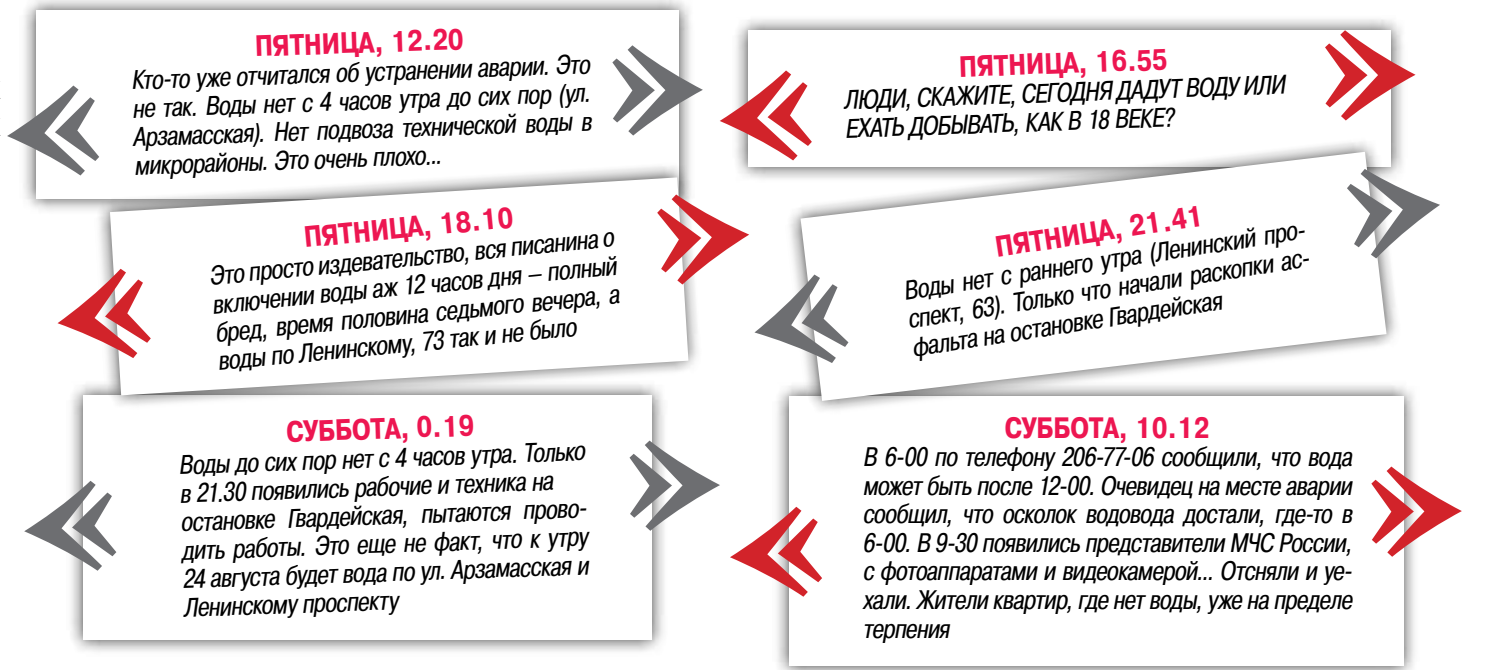 ПЯТНИЦА, 12.20
Кто-то уже отчитался об устранении аварии. Это
не так. Воды нет с 4 часов утра до сих пор (ул.
Арзамасская). Нет подвоза технической воды в
микрорайоны. Это очень плохо...
ПЯТНИЦА, 16.55
ЛЮДИ, СКАЖИТЕ, СЕГОДНЯ ДАДУТ ВОДУ ИЛИ
ЕХАТЬ ДОБЫВАТЬ, КАК В 18 ВЕКЕ?
ПЯТНИЦА, 18.10
Это просто издевательство, вся писанина о
включении воды аж 12 часов дня – полный
бред, время половина седьмого вечера, а
воды по Ленинскому, 73 так и не было
ПЯТНИЦА, 21.41
Воды нет с раннего утра (Ленинский про-
спект, 63). Только что начали раскопки ас-
фальта на остановке Гвардейская
СУББОТА, 0.19
Воды до сих пор нет с 4 часов утра. Только
в 21.30 появились рабочие и техника на
остановке Гвардейская, пытаются прово-
дить работы. Это еще не факт, что к утру
24 августа будет вода по ул. Арзамасская и
Ленинскому проспекту
СУББОТА, 10.12
В 6-00 по телефону 206-77-06 сообщили, что вода
может быть после 12-00. Очевидец на месте аварии
сообщил, что осколок водовода достали, где-то в
6-00. В 9-30 появились представители МЧС России,
с фотоаппаратами и видеокамерой... Отсняли и уе-
хали. Жители квартир, где нет воды, уже на пределе
терпения